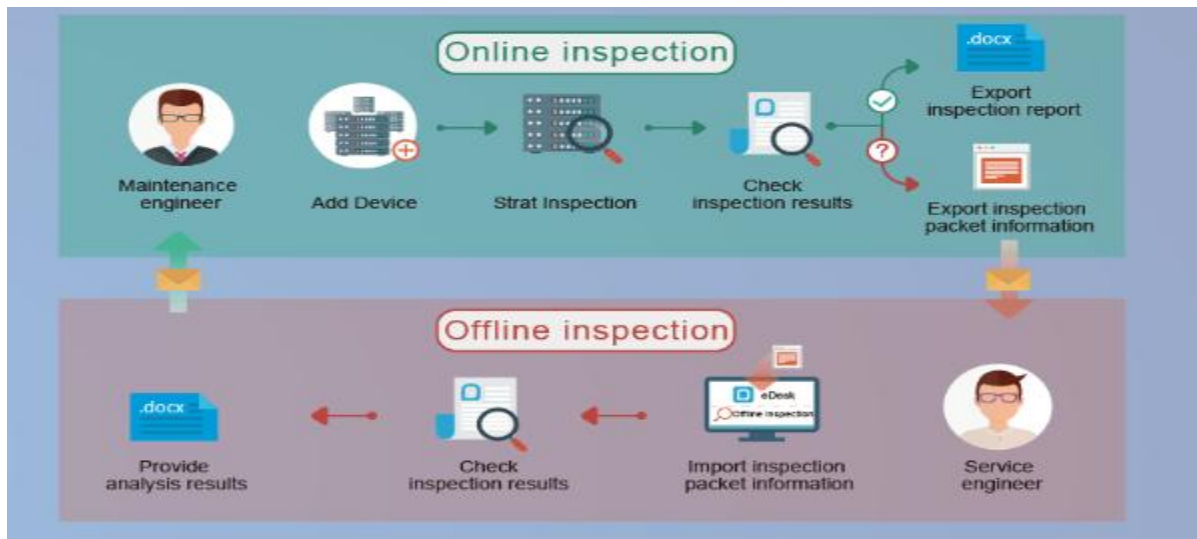 Online inspection
.docx
Export
inspection report
Maintenance
engineer
Add Device
Strat Inspection
Check
inspection results
?
Export inspection
packet information
Offline inspection
.docx
Provide
analysis results
Check
inspection results
eDesk
Offline inspection
Import inspection
packet information
Service
engineer